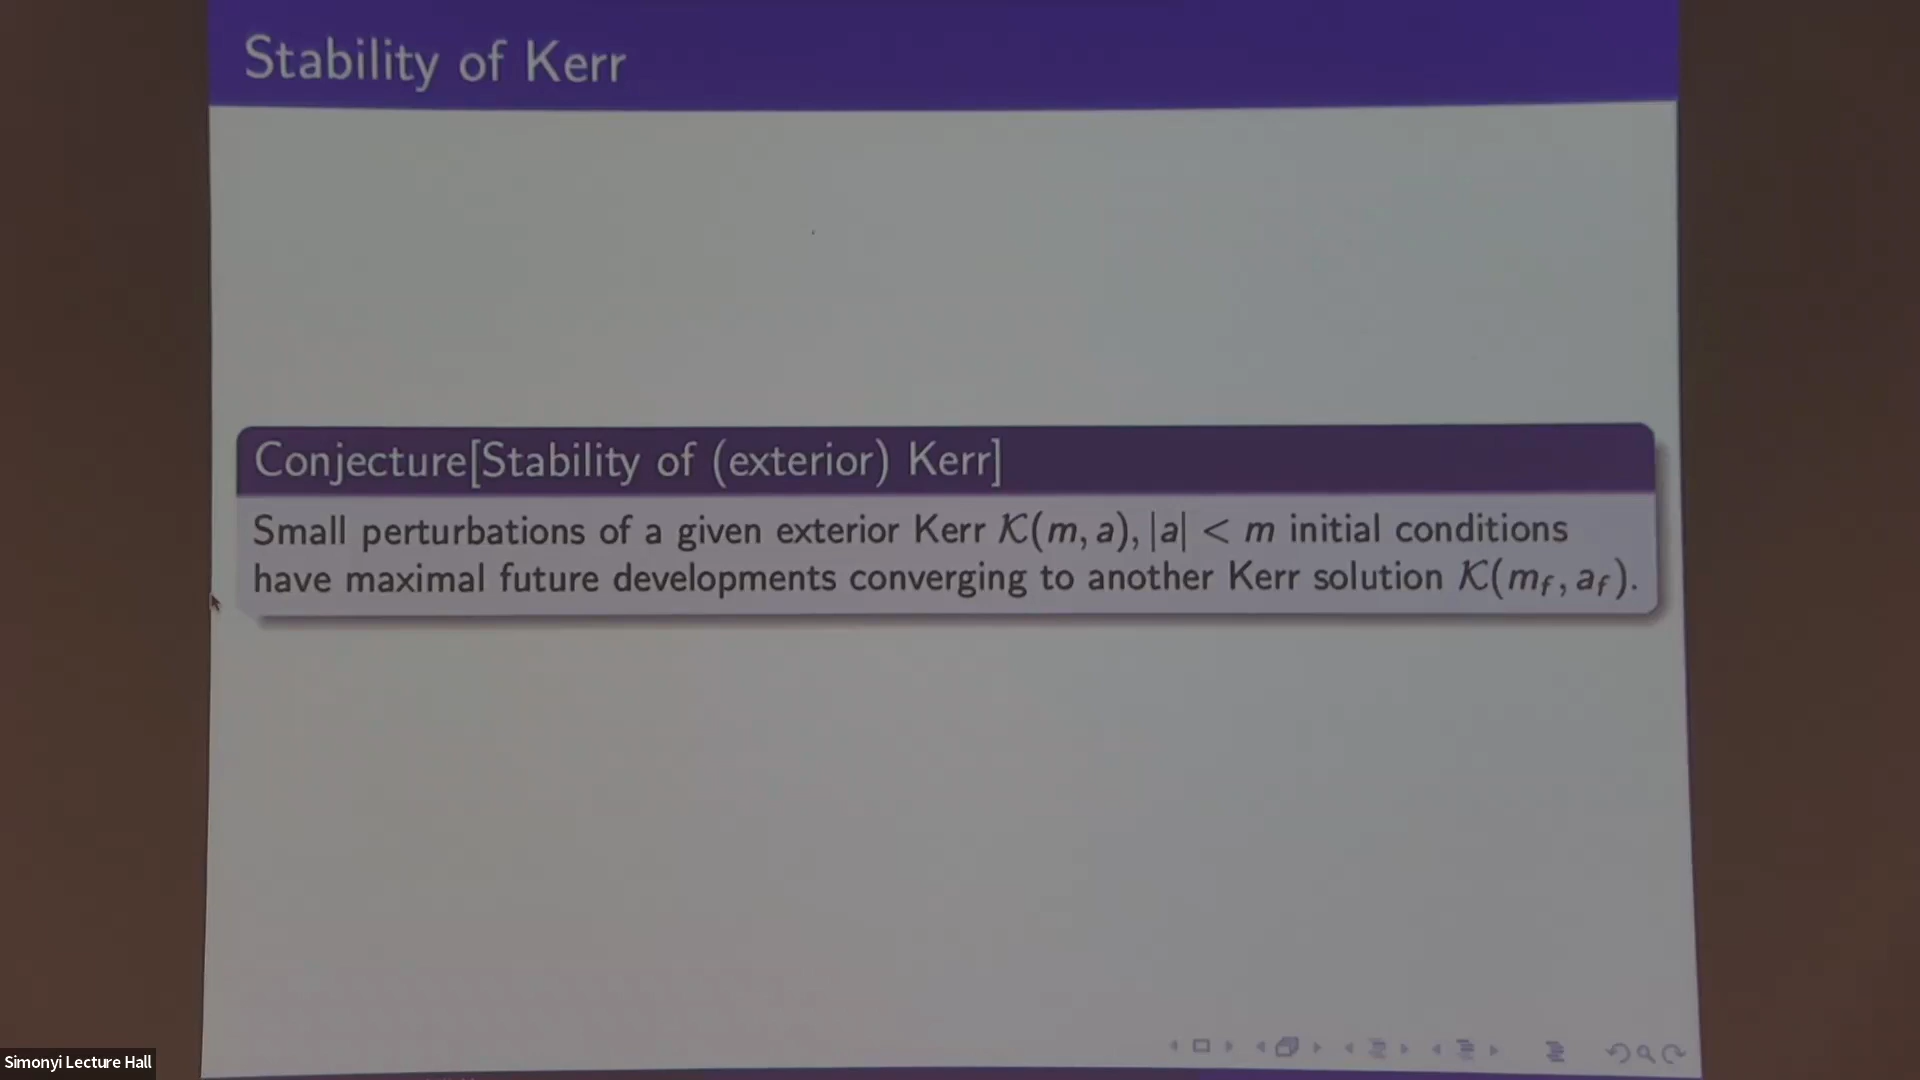 Stability of Kerr
Conjecture[Stability of (exterior) Kerr]
Small perturbations of a given exterior Kerr 𝒦(m, a), |a| < m initial conditions
have maximal future developments converging to another Kerr solution 𝒦(m_f, a_f).
Simonyi Lecture Hall